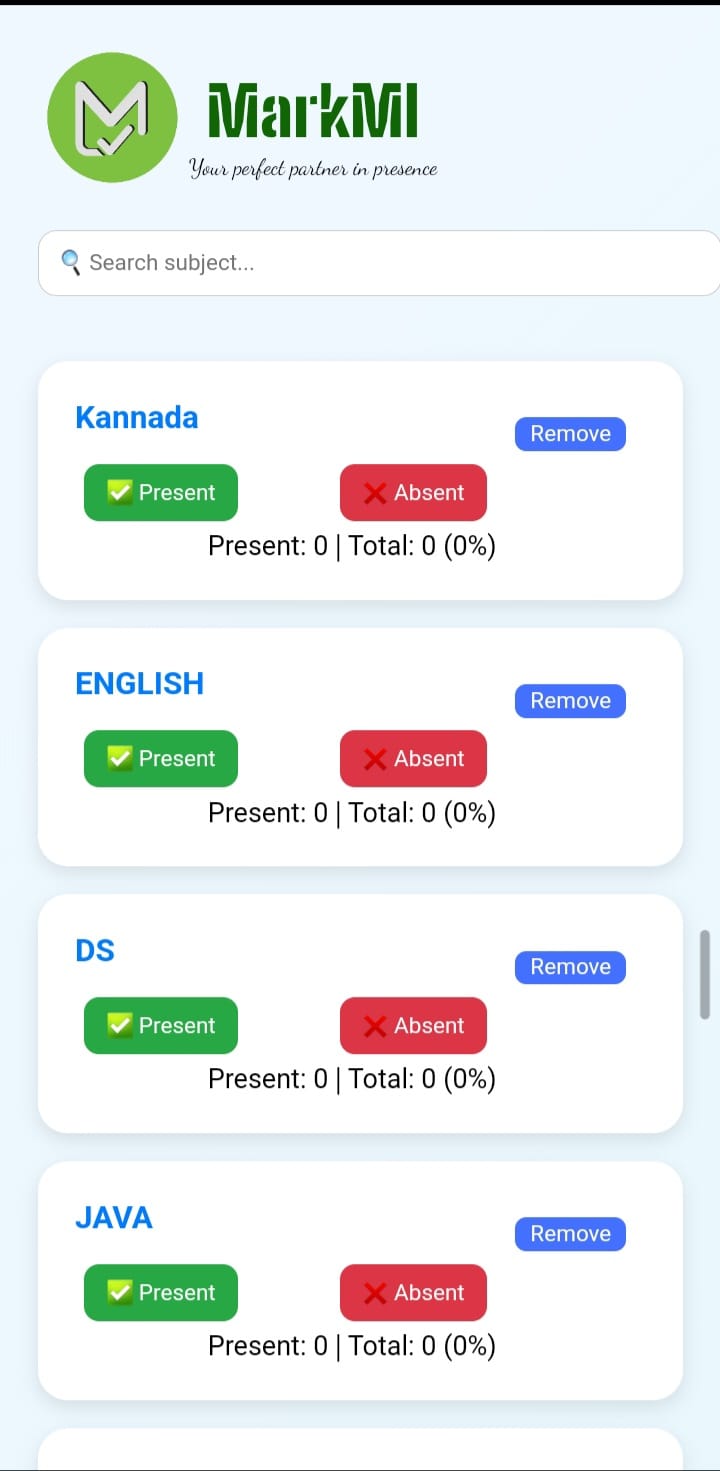 MarkMI
Your perfect partner in presence
🔍 Search subject...
Kannada
Remove
✅ Present ❌ Absent
Present: 0 | Total: 0 (0%)
ENGLISH
Remove
✅ Present ❌ Absent
Present: 0 | Total: 0 (0%)
DS
Remove
✅ Present ❌ Absent
Present: 0 | Total: 0 (0%)
JAVA
Remove
✅ Present ❌ Absent
Present: 0 | Total: 0 (0%)